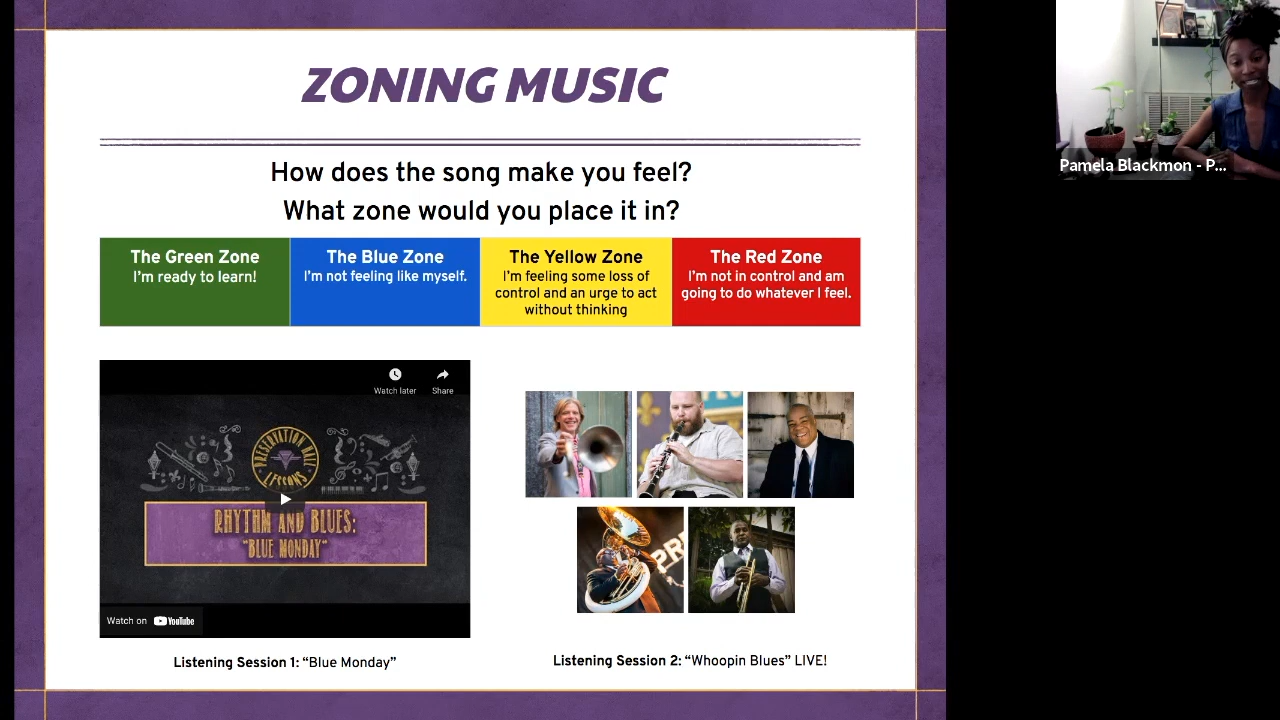 ZONING MUSIC
How does the song make you feel?
What zone would you place it in?
The Green Zone
I'm ready to learn!
The Blue Zone
I'm not feeling like myself.
The Yellow Zone
I'm feeling some loss of
control and an urge to act
without thinking
The Red Zone
I'm not in control and am
going to do whatever I feel.
Watch later
Share
PRESERVATION HALL
LESSONS
RHYTHM AND BLUES:
"BLUE MONDAY"
Watch on YouTube
PRE
Listening Session 1: “Blue Monday”
Listening Session 2: “Whoopin Blues” LIVE!
Pamela Blackmon - P...